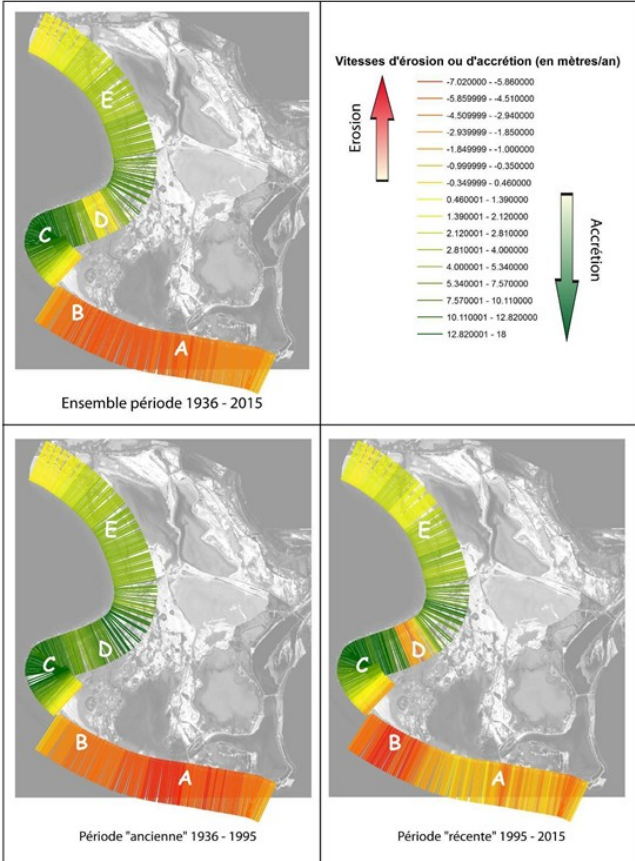 E
D
C
B
A
Ensemble période 1936 - 2015
Vitesses d'érosion ou d'accrétion (en mètres/an)
Erosion
-7.020000 - -5.860000
-5.859999 - -4.510000
-4.509999 - -2.940000
-2.939999 - -1.850000
-1.849999 - -1.000000
-0.999999 - -0.350000
-0.349999 - 0.460000
0.460001 - 1.390000
1.390001 - 2.120000
2.120001 - 2.810000
2.810001 - 4.000000
4.000001 - 5.340000
5.340001 - 7.570000
7.570001 - 10.110000
10.110001 - 12.820000
12.820001 - 18
Accrétion
E
D
C
B
A
Période "ancienne" 1936 - 1995
E
D
C
B
A
Période "récente" 1995 - 2015